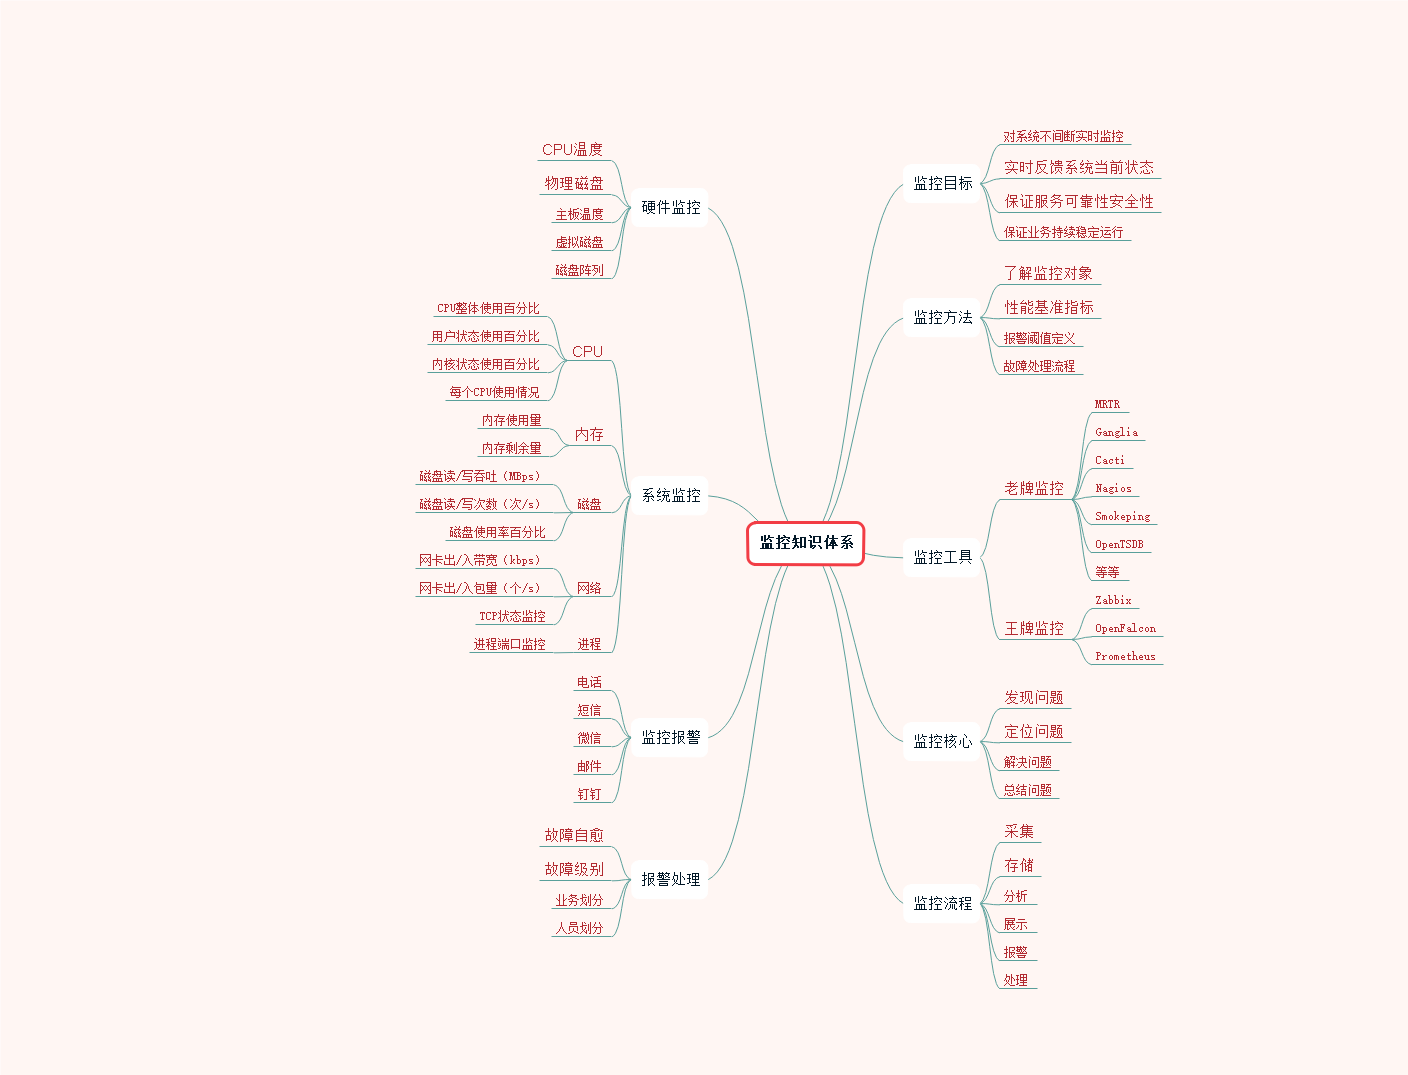 监控知识体系
监控目标
对系统不间断实时监控
实时反馈系统当前状态
保证服务可靠性安全性
保证业务持续稳定运行
监控方法
了解监控对象
性能基准指标
报警阈值定义
故障处理流程
监控工具
老牌监控
MRTR
Ganglia
Cacti
Nagios
Smokeping
OpenTSDB
等等
王牌监控
Zabbix
OpenFalcon
Prometheus
监控核心
发现问题
定位问题
解决问题
总结问题
监控流程
采集
存储
分析
展示
报警
处理
硬件监控
CPU温度
物理磁盘
主板温度
虚拟磁盘
磁盘阵列
系统监控
CPU
CPU整体使用百分比
用户状态使用百分比
内核状态使用百分比
每个CPU使用情况
内存
内存使用量
内存剩余量
磁盘
磁盘读/写吞吐（MBps）
磁盘读/写次数（次/s）
磁盘使用率百分比
网络
网卡出/入带宽（kbps）
网卡出/入包量（个/s）
TCP状态监控
进程
进程端口监控
监控报警
电话
短信
微信
邮件
钉钉
报警处理
故障自愈
故障级别
业务划分
人员划分